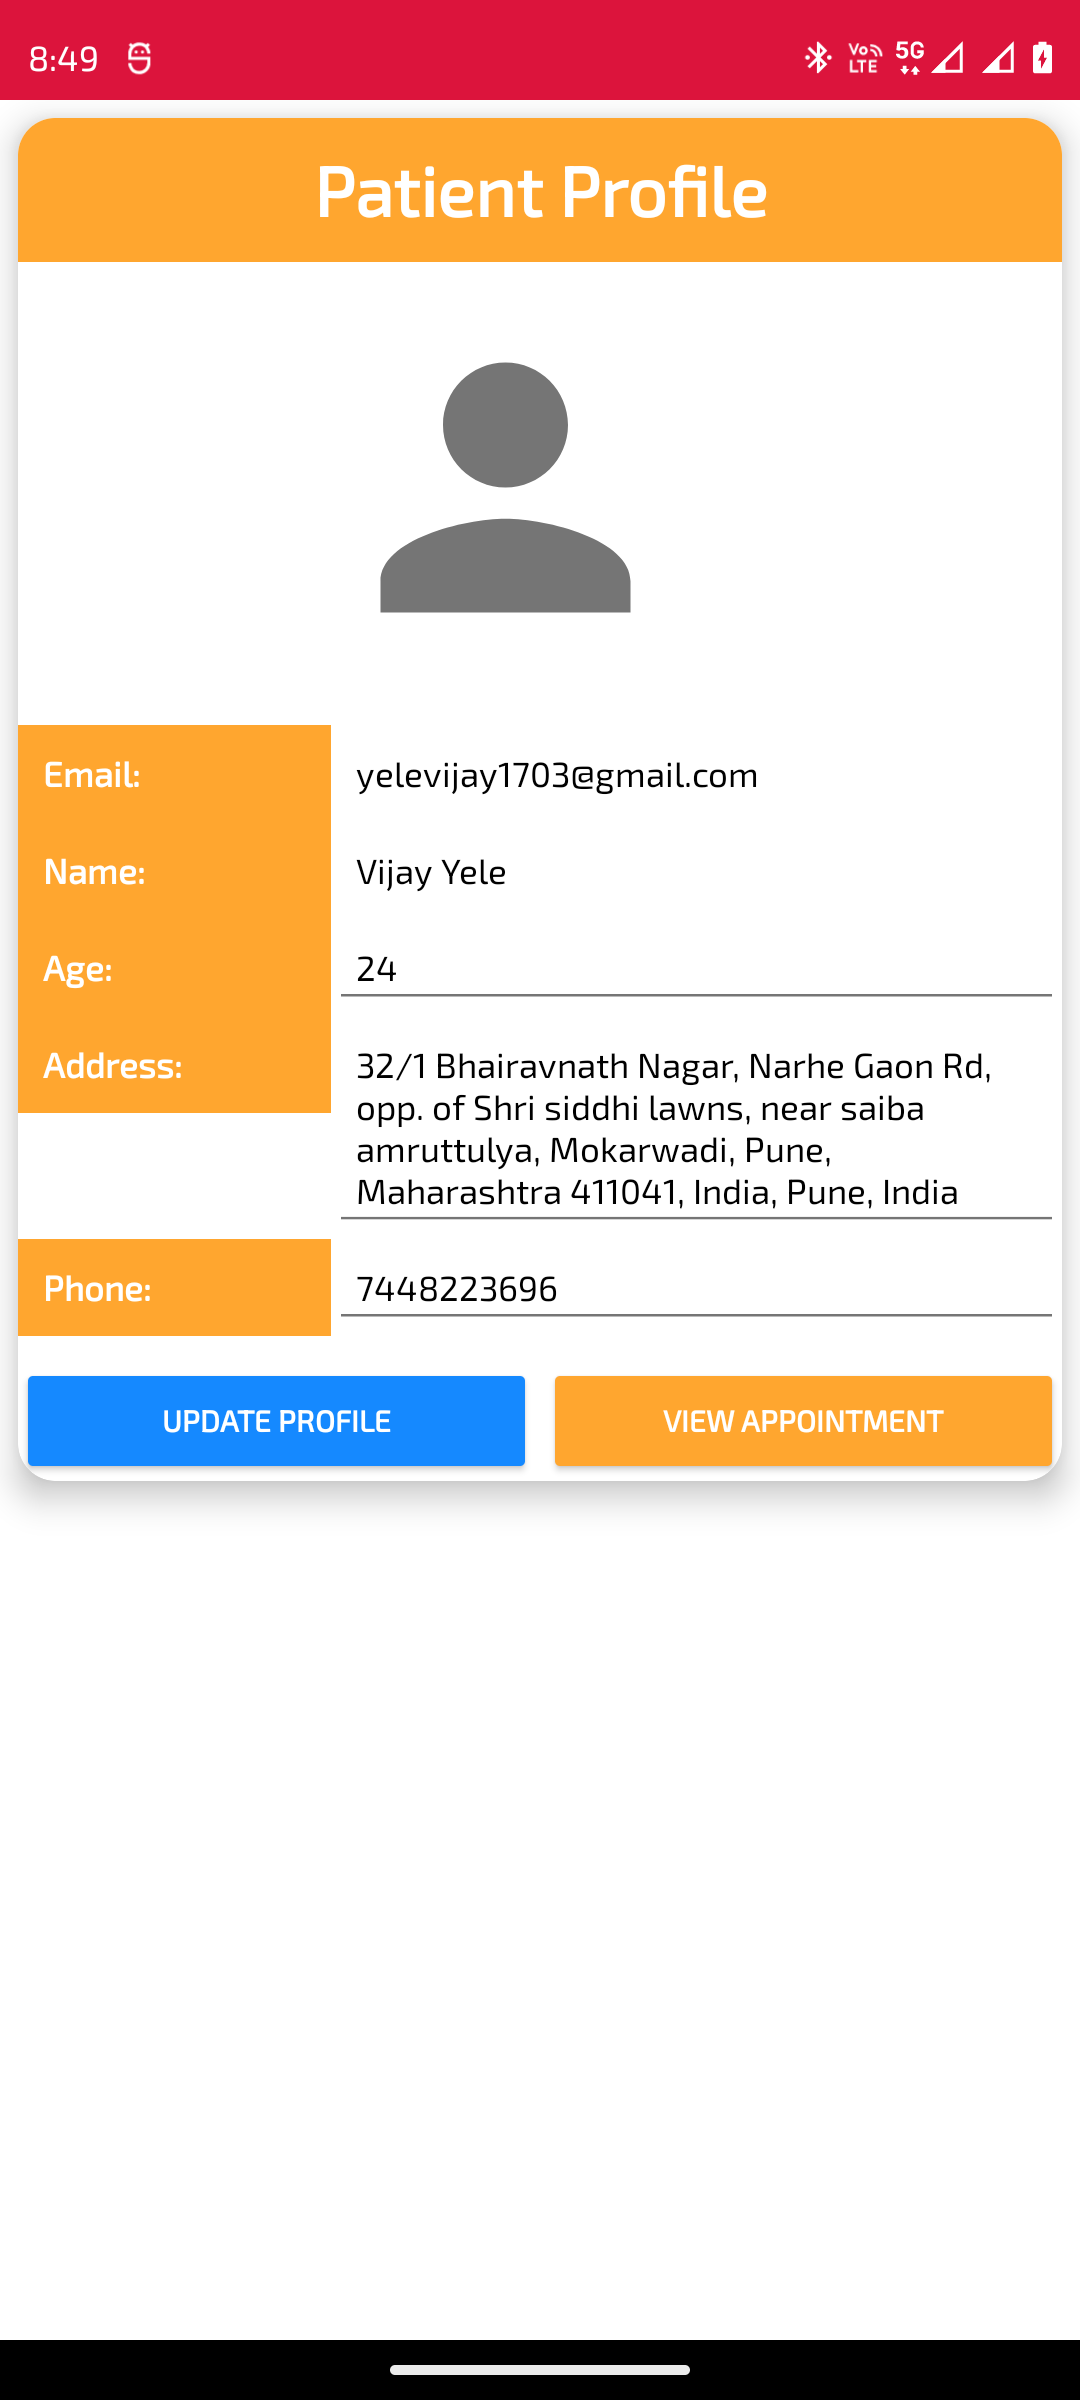 8:49
Vo LTE 5G
Patient Profile
Email: yelevijay1703@gmail.com
Name: Vijay Yele
Age: 24
Address: 32/1 Bhairavnath Nagar, Narhe Gaon Rd,
opp. of Shri siddhi lawns, near saiba
amruttulya, Mokarwadi, Pune,
Maharashtra 411041, India, Pune, India
Phone: 7448223696
UPDATE PROFILE VIEW APPOINTMENT